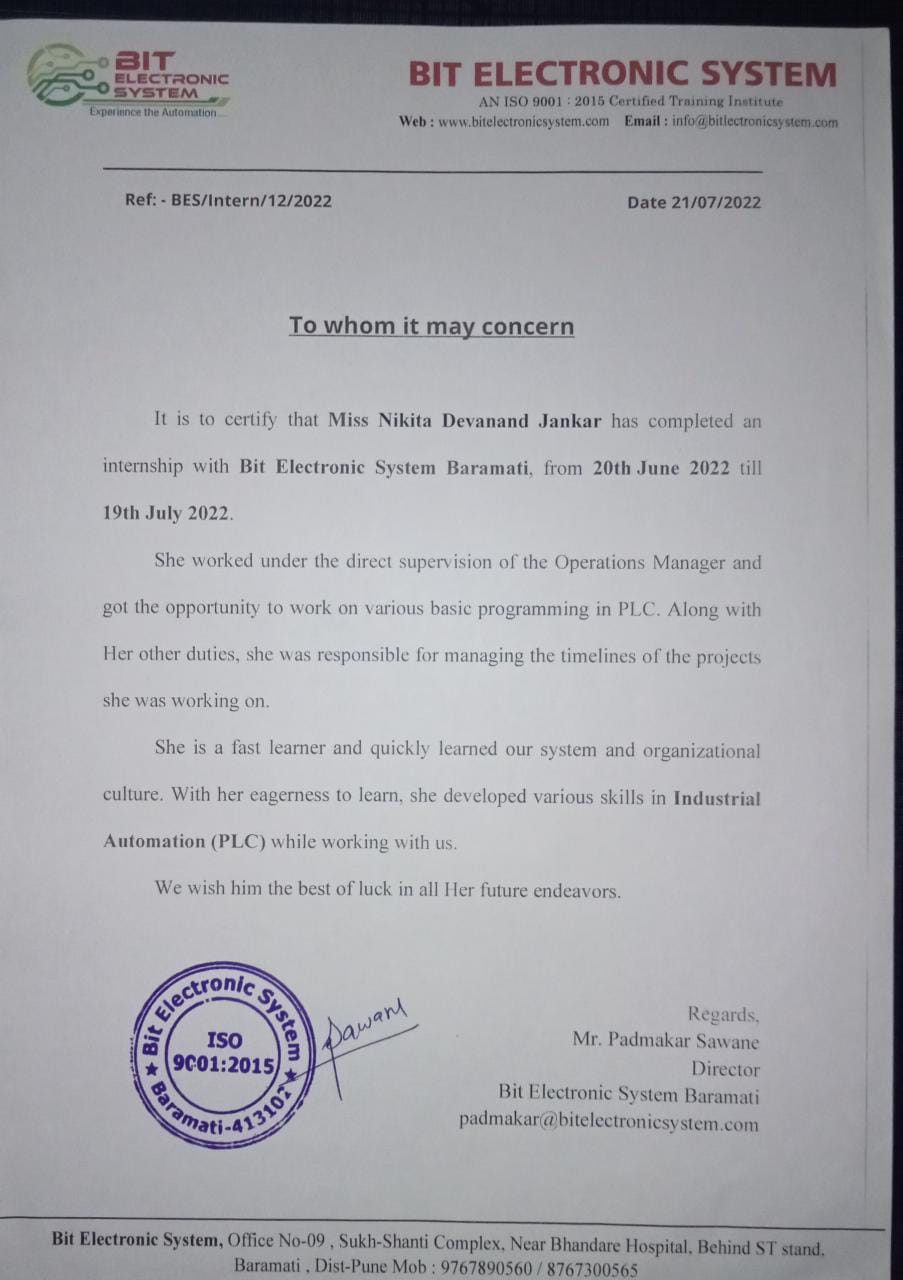 BIT
ELECTRONIC
SYSTEM
Experience the Automation....
BIT ELECTRONIC SYSTEM
AN ISO 9001 : 2015 Certified Training Institute
Web : www.bitelectronicsystem.com Email : info@bitlectronicsystem.com
Ref: - BES/Intern/12/2022 Date 21/07/2022
To whom it may concern
It is to certify that Miss Nikita Devanand Jankar has completed an
internship with Bit Electronic System Baramati, from 20th June 2022 till
19th July 2022.
She worked under the direct supervision of the Operations Manager and
got the opportunity to work on various basic programming in PLC. Along with
Her other duties, she was responsible for managing the timelines of the projects
she was working on.
She is a fast learner and quickly learned our system and organizational
culture. With her eagerness to learn, she developed various skills in Industrial
Automation (PLC) while working with us.
We wish him the best of luck in all Her future endeavors.
Bit Electronic System
ISO
9001:2015
★ Baramati-413102 ★
Sawane
Regards,
Mr. Padmakar Sawane
Director
Bit Electronic System Baramati
padmakar@bitelectronicsystem.com
Bit Electronic System, Office No-09 , Sukh-Shanti Complex, Near Bhandare Hospital, Behind ST stand,
Baramati , Dist-Pune Mob : 9767890560 / 8767300565